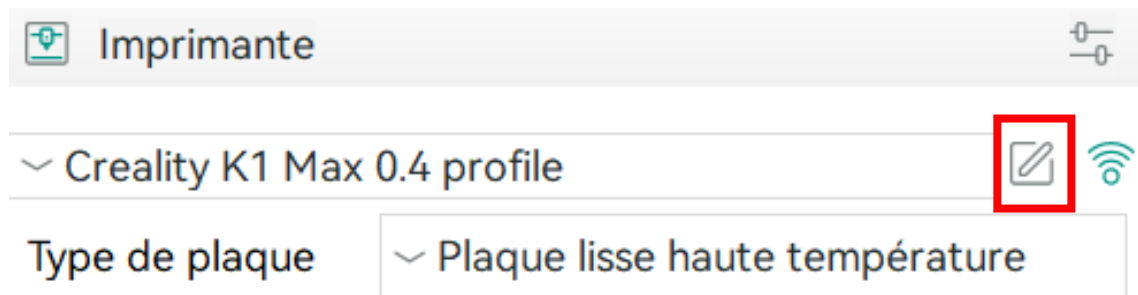 Imprimante
Creality K1 Max 0.4 profile
Type de plaque
Plaque lisse haute température